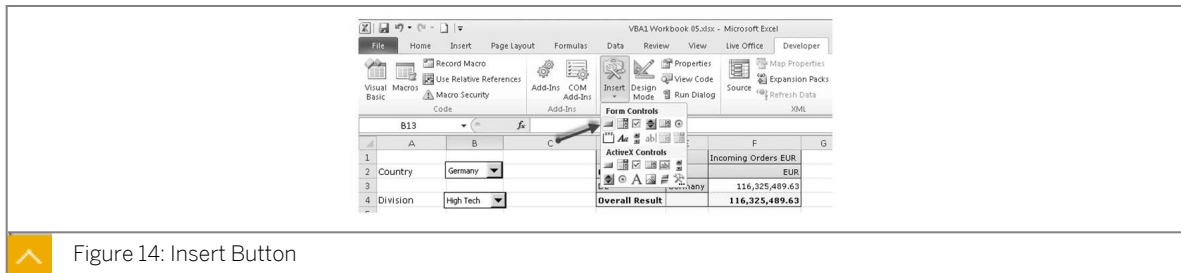 VBA1 Workbook 05.xlsx - Microsoft Excel
File Home Insert Page Layout Formulas Data Review View Live Office Developer
Visual Basic
Macros
Record Macro
Use Relative References
Macro Security
Code
Add-Ins
COM Add-Ins
Add-Ins
Insert
Design Mode
Properties
View Code
Run Dialog
Source
Map Properties
Expansion Packs
Refresh Data
XML
Form Controls
Aa ab
ActiveX Controls
A
B13 fx
A B C F G
1 Incoming Orders EUR
2 Country Germany EUR
3 116,325,489.63
4 Division High Tech Overall Result 116,325,489.63
Figure 14: Insert Button